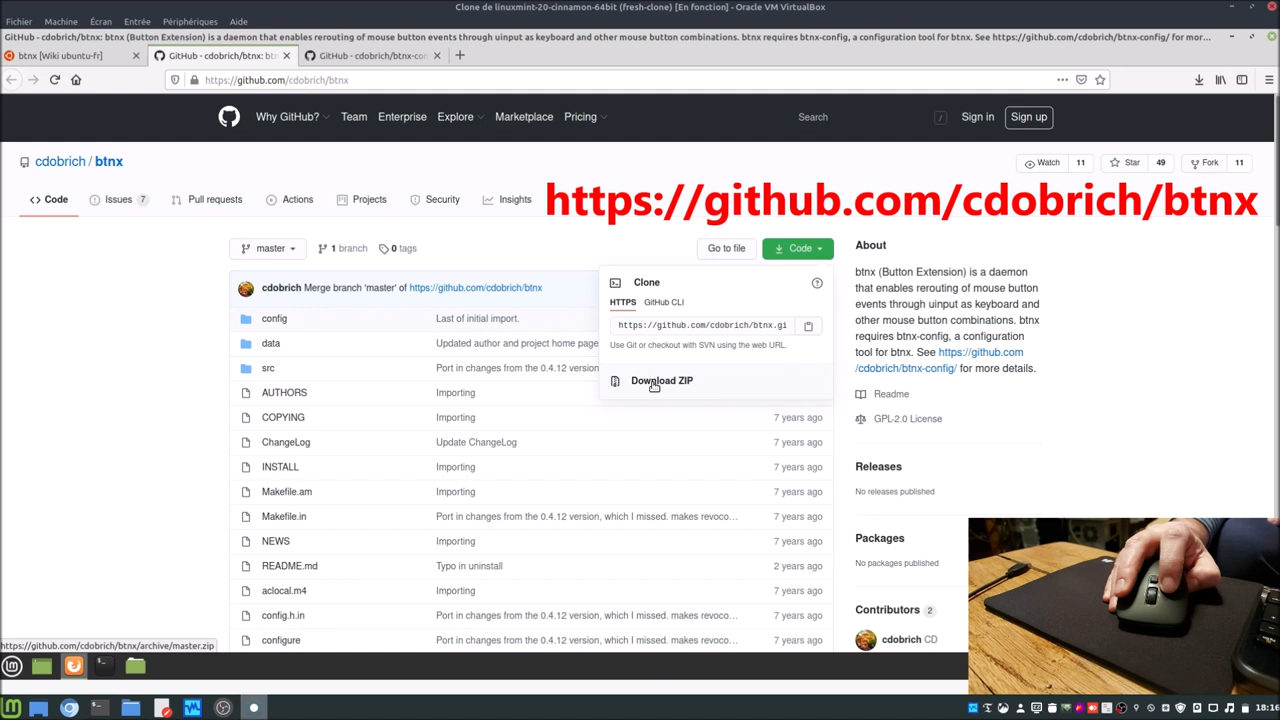 Clone de linuxmint-20-cinnamon-64bit (fresh-clone) [En fonction] - Oracle VM VirtualBox
Fichier Machine Écran Entrée Périphériques Aide
GitHub - cdobrich/btnx: btnx (Button Extension) is a daemon that enables rerouting of mouse button events through uinput as keyboard and other mouse button combinations. btnx requires btnx-config, a configuration tool for btnx. See https://github.com/cdobrich/btnx-config/ for mor...
btnx [Wiki ubuntu-fr]
GitHub - cdobrich/btnx: btn
GitHub - cdobrich/btnx-con
https://github.com/cdobrich/btnx
Why GitHub? Team Enterprise Explore Marketplace Pricing
Search /
Sign in Sign up
cdobrich / btnx
Watch 11 Star 49 Fork 11
Code Issues 7 Pull requests Actions Projects Security Insights
https://github.com/cdobrich/btnx
master 1 branch 0 tags
Go to file Code
cdobrich Merge branch 'master' of https://github.com/cdobrich/btnx
config Last of initial import.
data Updated author and project home page
src Port in changes from the 0.4.12 version,
AUTHORS Importing
COPYING Importing 7 years ago
ChangeLog Update ChangeLog 7 years ago
INSTALL Importing 7 years ago
Makefile.am Importing 7 years ago
Makefile.in Port in changes from the 0.4.12 version, which I missed. makes revoco... 7 years ago
NEWS Importing 7 years ago
README.md Typo in uninstall 2 years ago
aclocal.m4 Importing 7 years ago
config.h.in Port in changes from the 0.4.12 version, which I missed. makes revoco... 7 years ago
configure Importing 7 years ago
Clone
HTTPS GitHub CLI
https://github.com/cdobrich/btnx.gi
Use Git or checkout with SVN using the web URL.
Download ZIP
About
btnx (Button Extension) is a daemon
that enables rerouting of mouse button
events through uinput as keyboard and
other mouse button combinations. btnx
requires btnx-config, a configuration
tool for btnx. See https://github.com
/cdobrich/btnx-config/ for more details.
Readme
GPL-2.0 License
Releases
No releases published
Packages
No packages published
Contributors 2
cdobrich CD
https://github.com/cdobrich/btnx/archive/master.zip
18:16